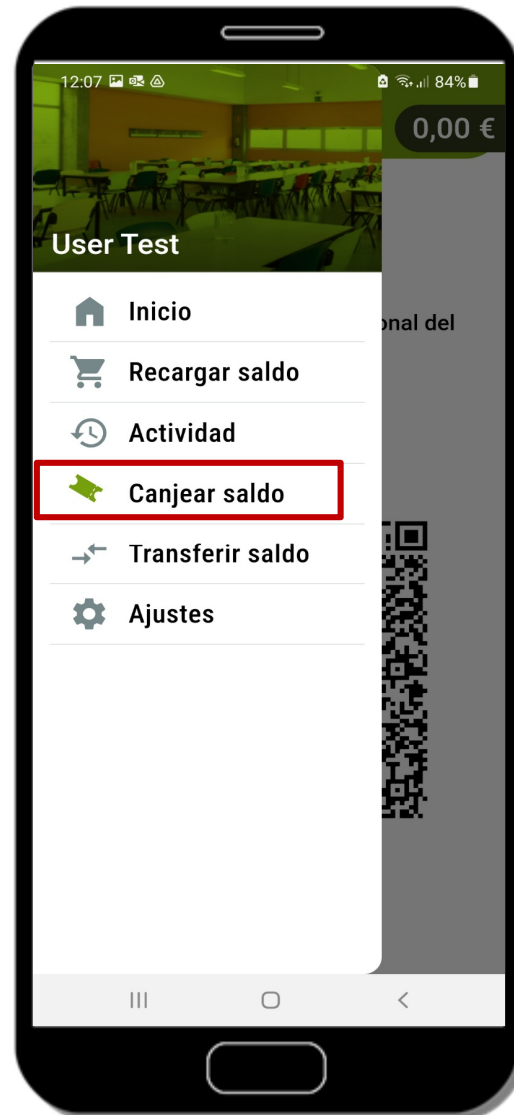 12:07
84%
0,00 €
User Test
Inicio
onal del
Recargar saldo
Actividad
Canjear saldo
Transferir saldo
Ajustes